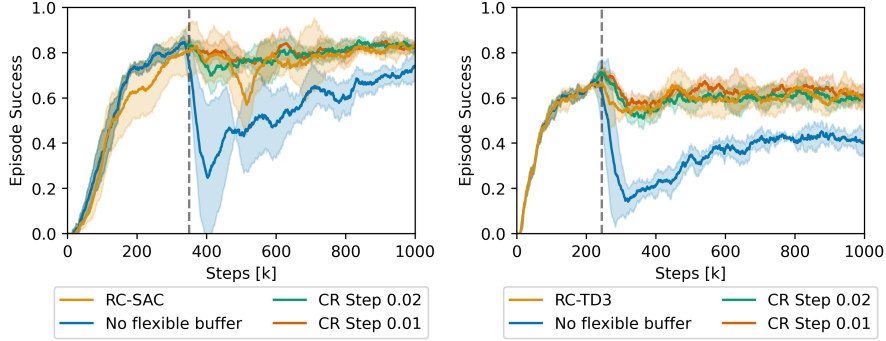 1.0
0.8
0.6
0.4
0.2
0.0
Episode Success
0 200 400 600 800 1000
Steps [k]
RC-SAC
No flexible buffer
CR Step 0.02
CR Step 0.01
1.0
0.8
0.6
0.4
0.2
0.0
Episode Success
0 200 400 600 800 1000
Steps [k]
RC-TD3
No flexible buffer
CR Step 0.02
CR Step 0.01